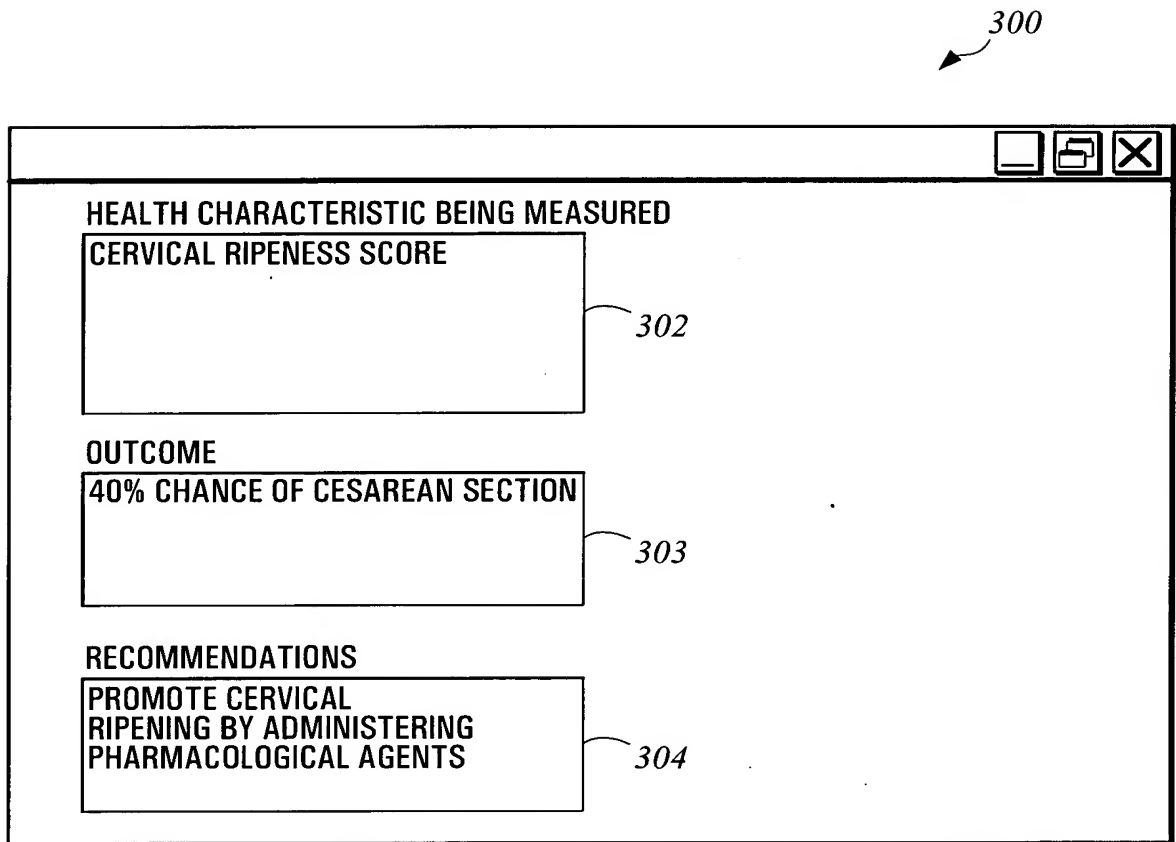 300
HEALTH CHARACTERISTIC BEING MEASURED
CERVICAL RIPENESS SCORE
302
OUTCOME
40% CHANCE OF CESAREAN SECTION
303
RECOMMENDATIONS
PROMOTE CERVICAL
RIPENING BY ADMINISTERING
PHARMACOLOGICAL AGENTS
304